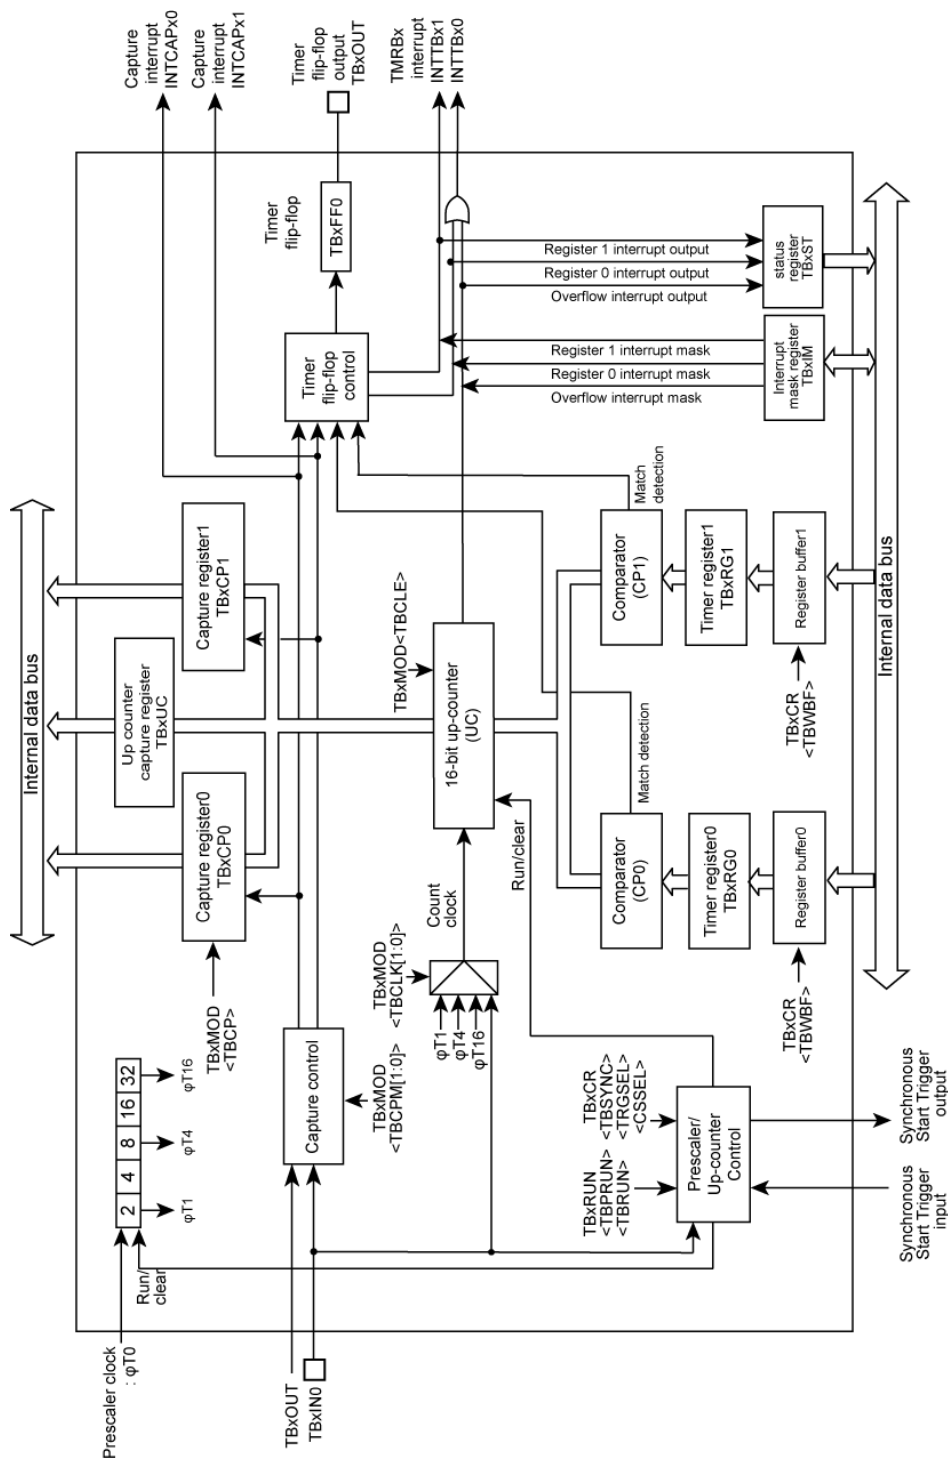 Capture
interrupt
INTCAPx0
Capture
interrupt
INTCAPx1
Timer
flip-flop
output
TBxOUT
TMRBx
interrupt
INTTBx1
INTTBx0
Timer
flip-flop
TBxFF0
Timer
flip-flop
control
Register 1 interrupt output
Register 0 interrupt output
Overflow interrupt output
status
register
TBxST
Register 1 interrupt mask
Register 0 interrupt mask
Overflow interrupt mask
Interrupt
mask register
TBxIM
Internal data bus
Capture register1
TBxCP1
Up counter
capture register
TBxUC
Capture register0
TBxCP0
TBxMOD
<TBCP>
TBxMOD<TBCLE>
16-bit up-counter
(UC)
Run/clear
Count
clock
TBxMOD
<TBCLK[1:0]>
φT1
φT4
φT16
Match
detection
Comparator
(CP1)
Timer register1
TBxRG1
Register buffer1
TBxCR
<TBWBF>
Internal data bus
Match detection
Comparator
(CP0)
Timer register0
TBxRG0
Register buffer0
TBxCR
<TBWBF>
2 4 8 16 32
φT1
φT4
φT16
Run/
clear
Prescaler clock
: φT0
Capture control
TBxMOD
<TBCPM[1:0]>
TBxOUT
TBxIN0
TBxRUN
<TBPRUN>
<TBRUN>
TBxCR
<TBSYNC>
<TRGSEL>
<CSSEL>
Prescaler/
Up-counter
Control
Synchronous
Start Trigger
input
Synchronous
Start Trigger
output